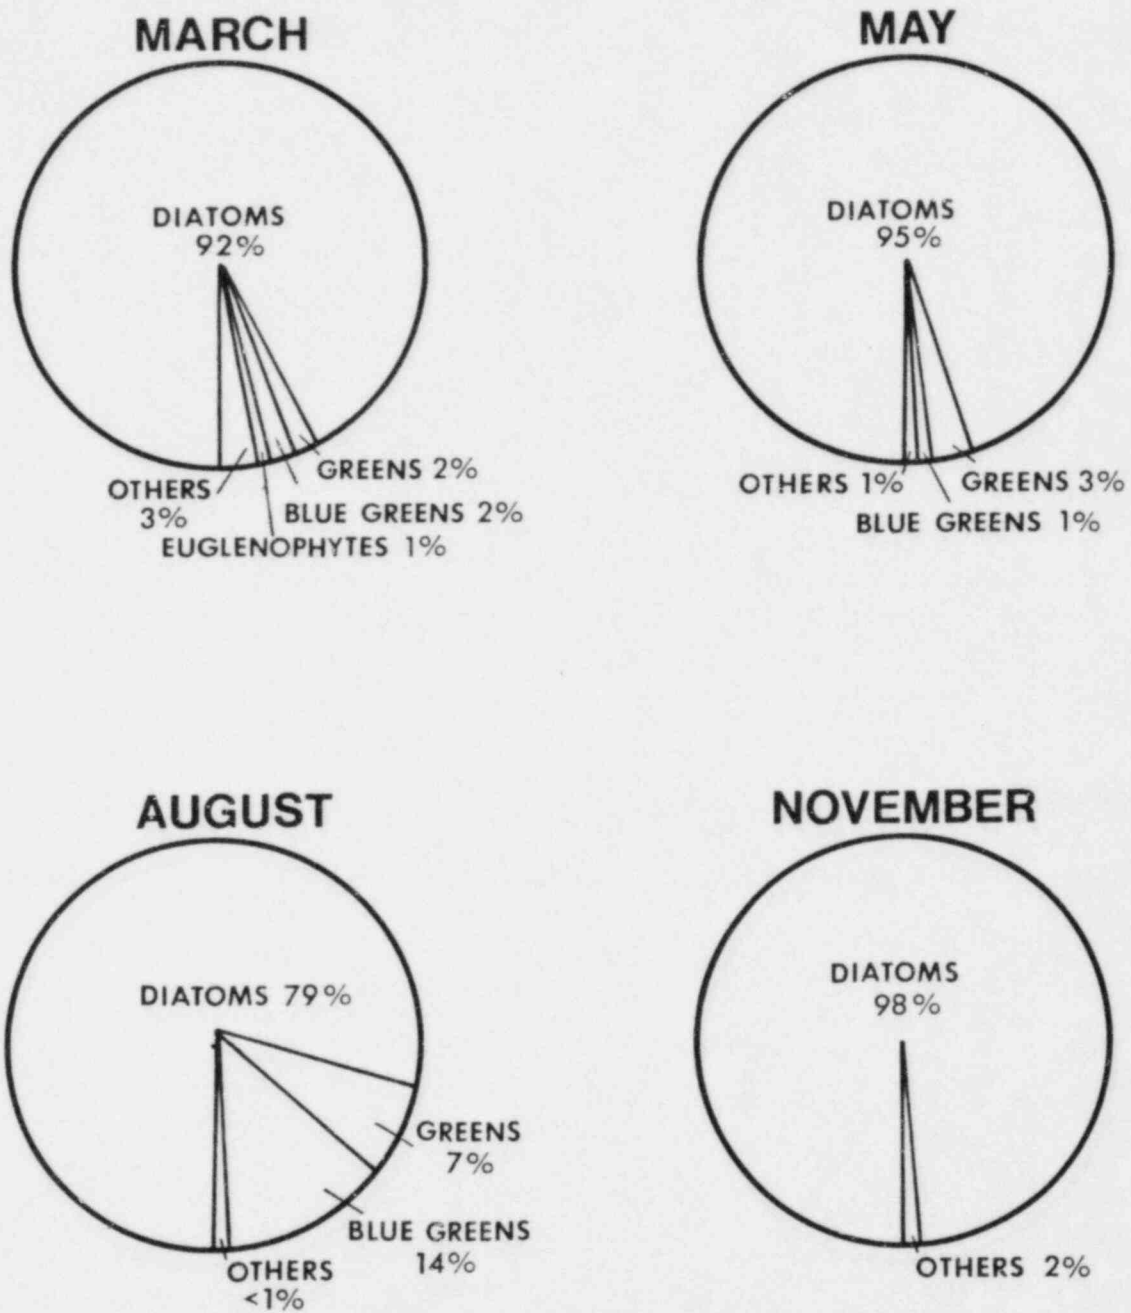 MARCH
DIATOMS
92%
GREENS 2%
OTHERS
3%
BLUE GREENS 2%
EUGLENOPHYTES 1%
MAY
DIATOMS
95%
OTHERS 1%
GREENS 3%
BLUE GREENS 1%
AUGUST
DIATOMS 79%
GREENS
7%
BLUE GREENS
14%
OTHERS
<1%
NOVEMBER
DIATOMS
98%
OTHERS 2%